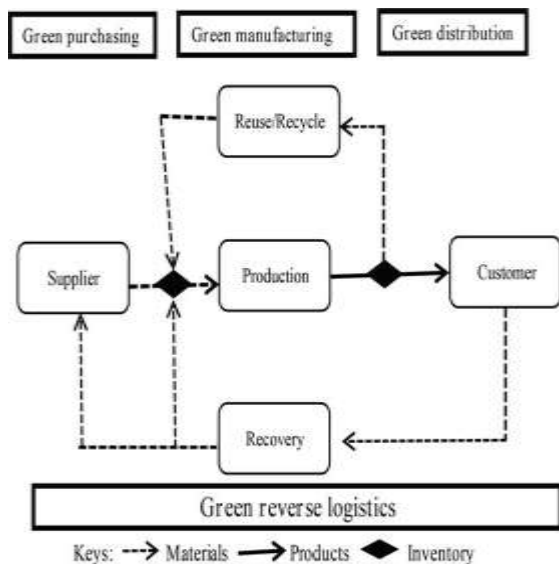 Green purchasing
Green manufacturing
Green distribution
Reuse/Recycle
Supplier
Production
Customer
Recovery
Green reverse logistics
Keys: Materials Products Inventory